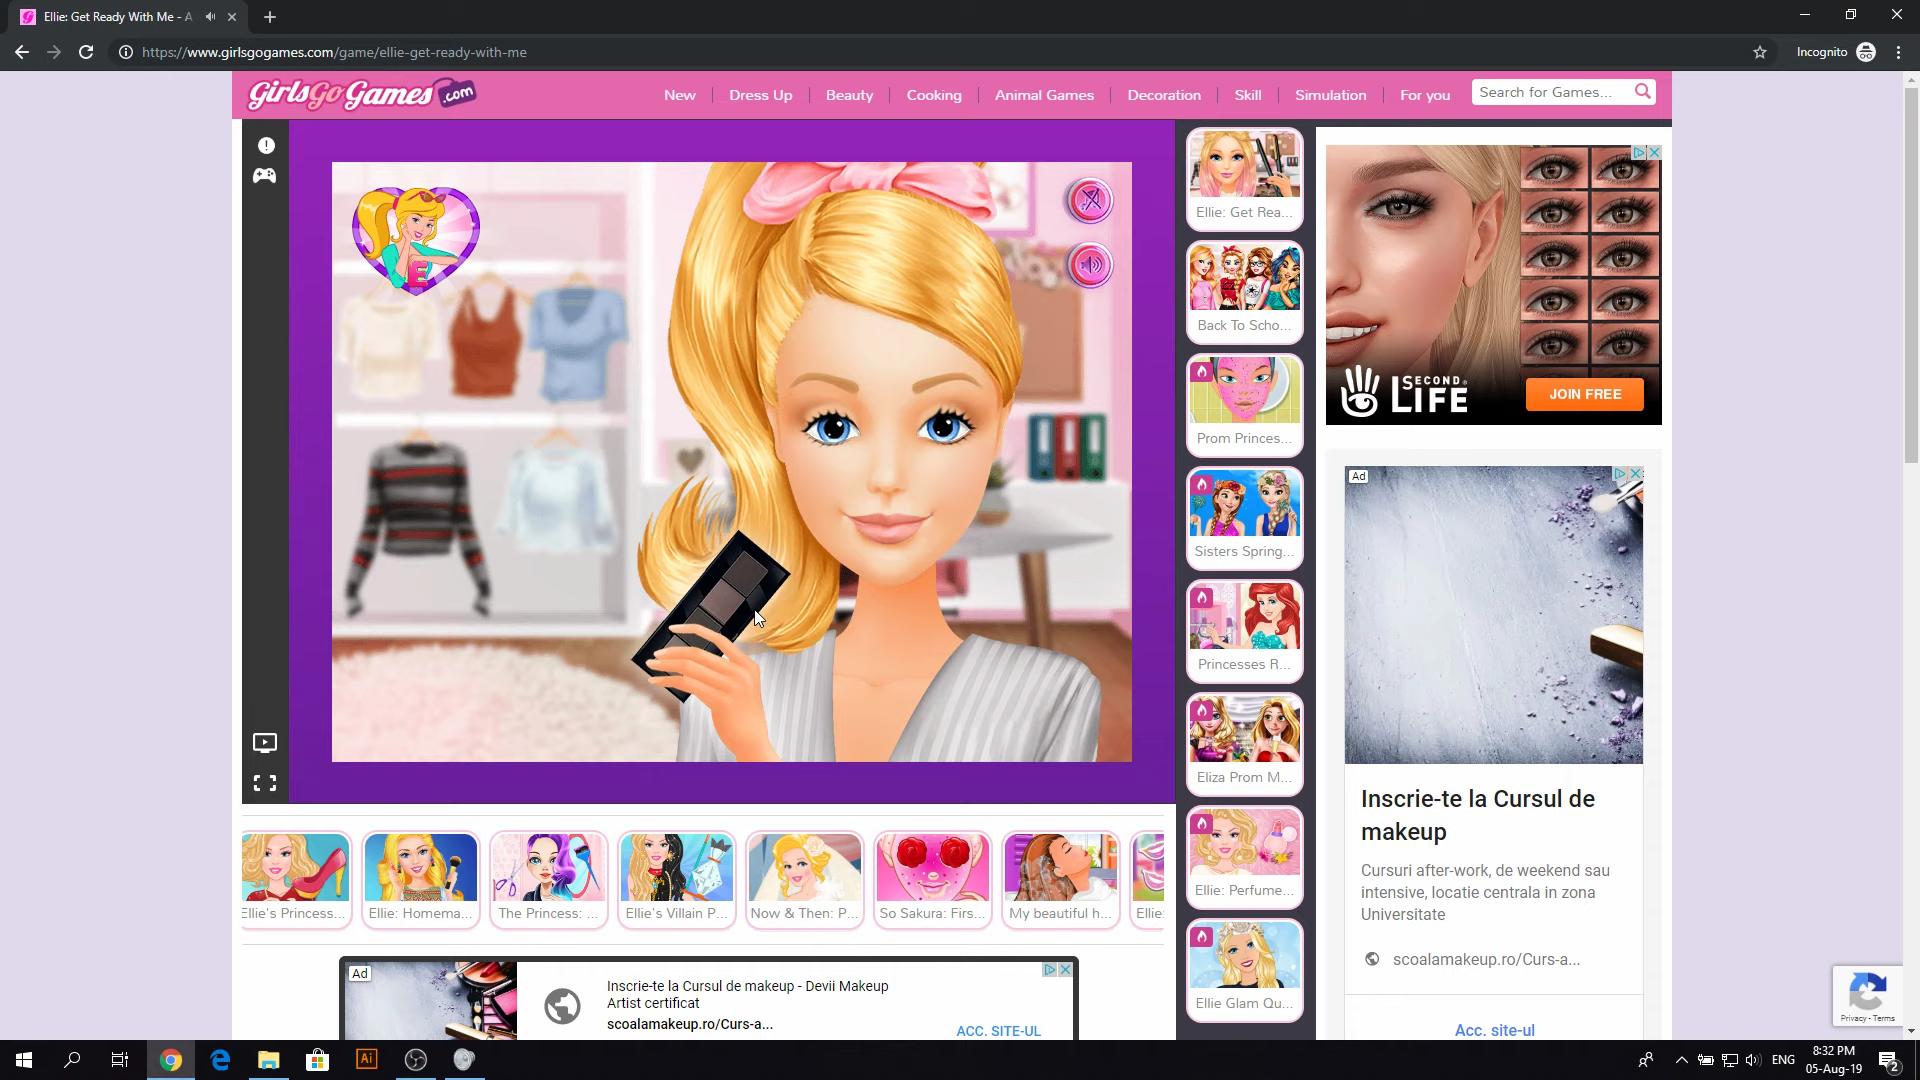 Ellie: Get Ready With Me - A
https://www.girlsgogames.com/game/ellie-get-ready-with-me
Incognito
GirlsGoGames.com
New
Dress Up
Beauty
Cooking
Animal Games
Decoration
Skill
Simulation
For you
Search for Games...
E
Ellie: Get Rea...
Back To Scho...
Prom Princes...
Sisters Spring...
Princesses R...
Eliza Prom M...
Ellie: Perfume...
Ellie Glam Qu...
SECOND LIFE
JOIN FREE
Ad
Inscrie-te la Cursul de
makeup
Cursuri after-work, de weekend sau
intensive, locatie centrala in zona
Universitate
scoalamakeup.ro/Curs-a...
Acc. site-ul
Ellie's Princess...
Ellie: Homema...
The Princess: ...
Ellie's Villain P...
Now & Then: P...
So Sakura: Firs...
My beautiful h...
Ellie:
Ad
Inscrie-te la Cursul de makeup - Devii Makeup
Artist certificat
scoalamakeup.ro/Curs-a...
ACC. SITE-UL
Privacy - Terms
Ai
ENG
8:32 PM
05-Aug-19
2